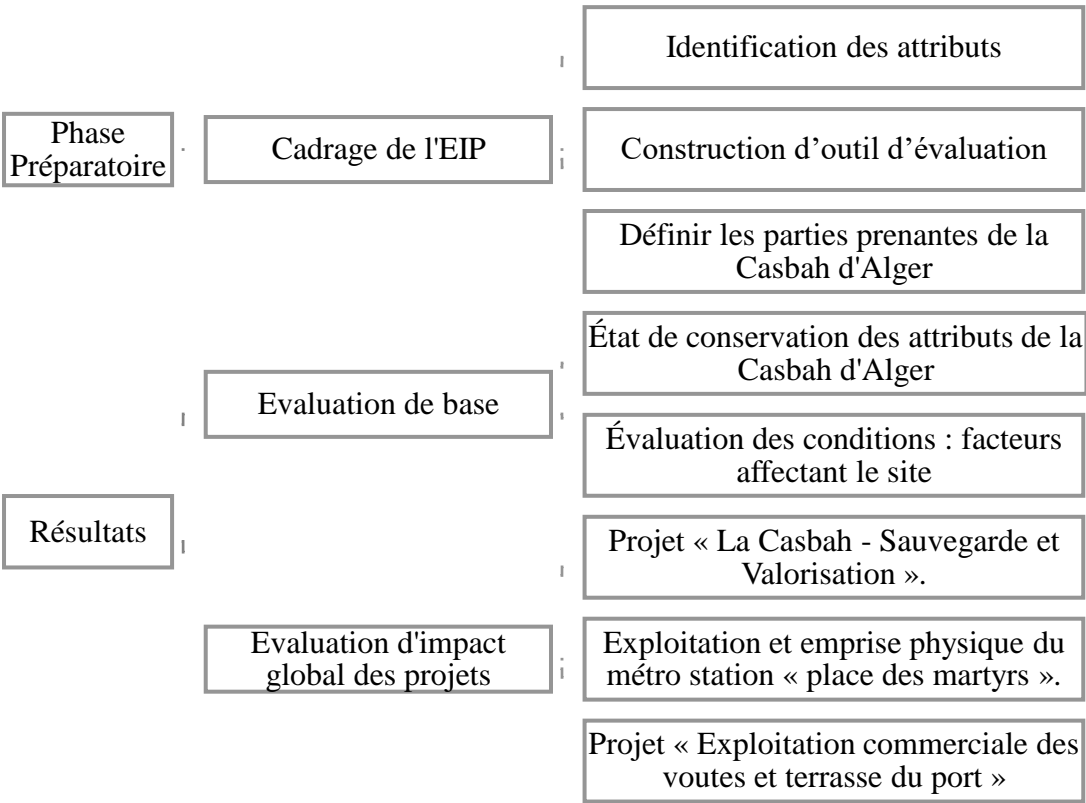 Phase
Préparatoire
Cadrage de l'EIP
Identification des attributs
Construction d’outil d’évaluation
Définir les parties prenantes de la
Casbah d'Alger
Résultats
Evaluation de base
État de conservation des attributs de la
Casbah d'Alger
Évaluation des conditions : facteurs
affectant le site
Evaluation d'impact
global des projets
Projet « La Casbah - Sauvegarde et
Valorisation ».
Exploitation et emprise physique du
métro station « place des martyrs ».
Projet « Exploitation commerciale des
voutes et terrasse du port »